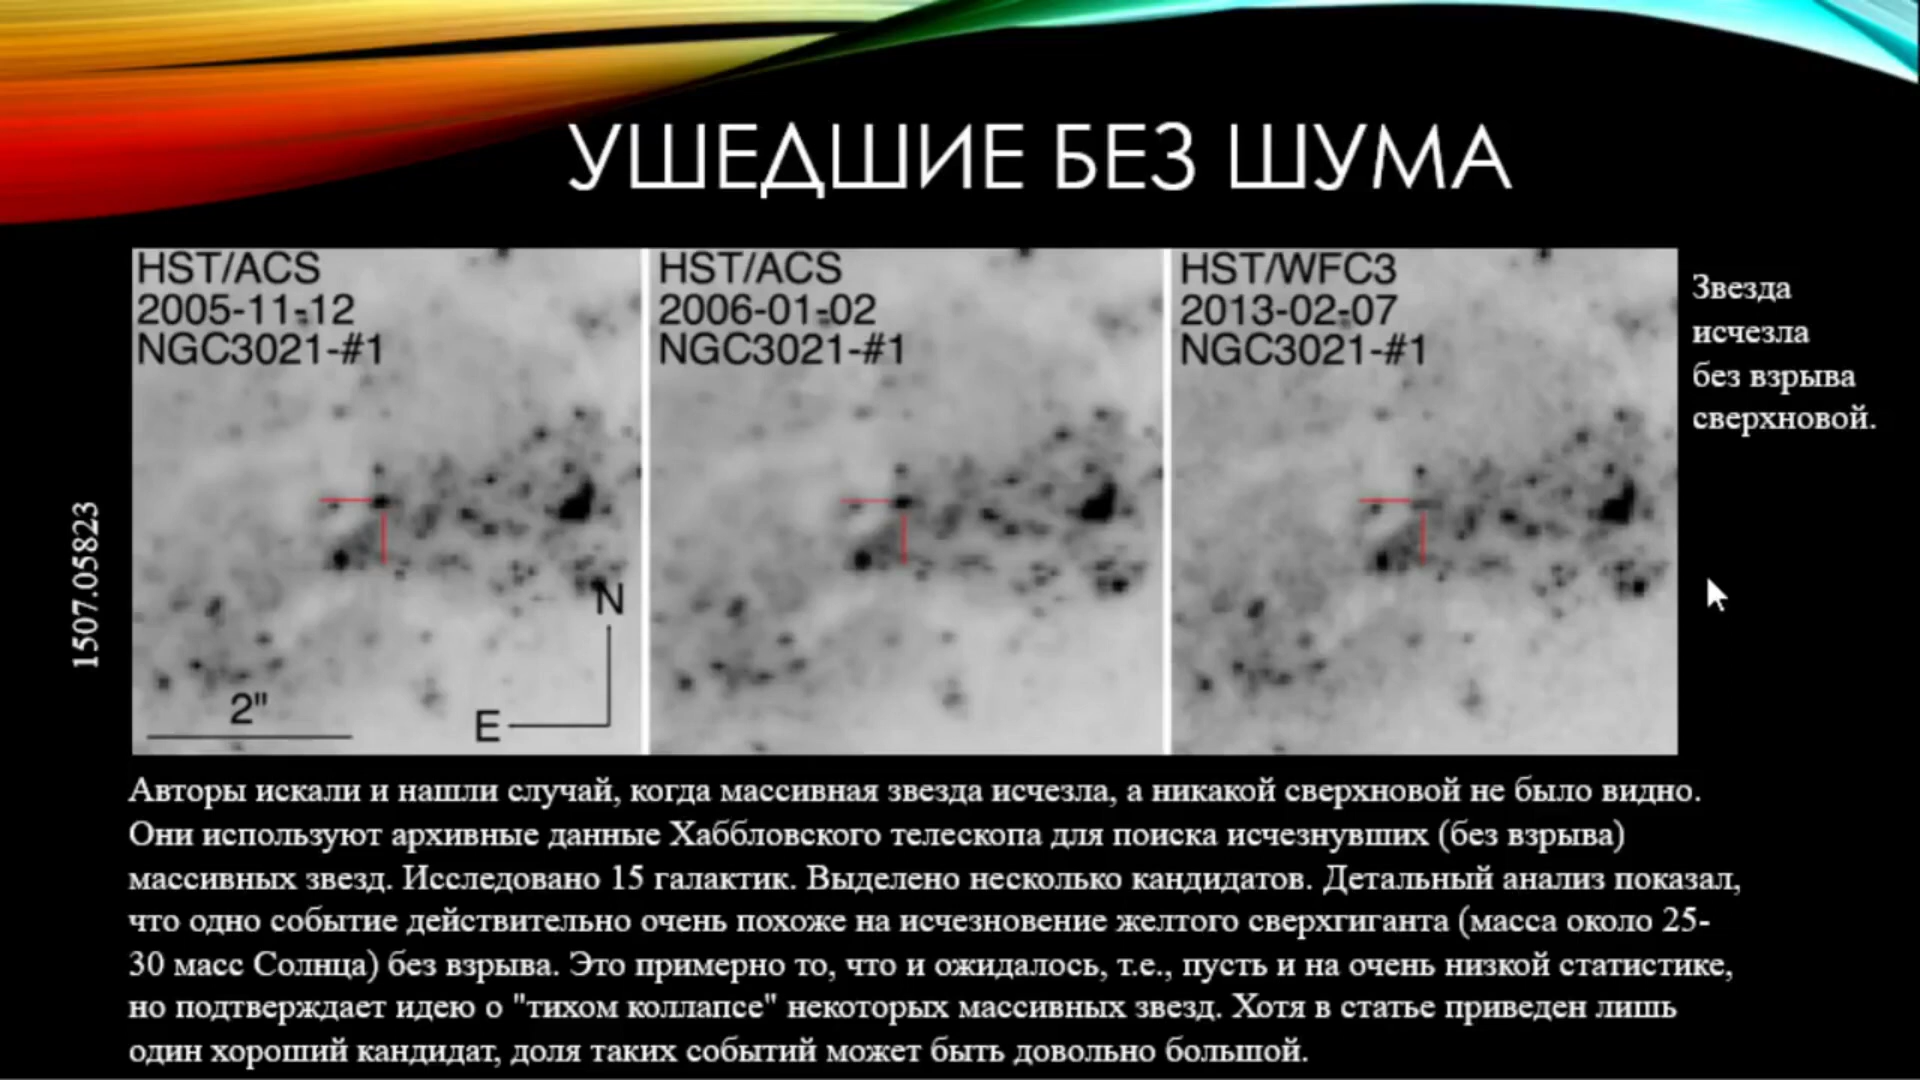 УШЕДШИЕ БЕЗ ШУМА
HST/ACS
2005-11-12
NGC3021-#1
2"
N
E
HST/ACS
2006-01-02
NGC3021-#1
HST/WFC3
2013-02-07
NGC3021-#1
Звезда
исчезла
без взрыва
сверхновой.
1507.05823
Авторы искали и нашли случай, когда массивная звезда исчезла, а никакой сверхновой не было видно.
Они используют архивные данные Хаббловского телескопа для поиска исчезнувших (без взрыва)
массивных звезд. Исследовано 15 галактик. Выделено несколько кандидатов. Детальный анализ показал,
что одно событие действительно очень похоже на исчезновение желтого сверхгиганта (масса около 25-
30 масс Солнца) без взрыва. Это примерно то, что и ожидалось, т.е., пусть и на очень низкой статистике,
но подтверждает идею о "тихом коллапсе" некоторых массивных звезд. Хотя в статье приведен лишь
один хороший кандидат, доля таких событий может быть довольно большой.